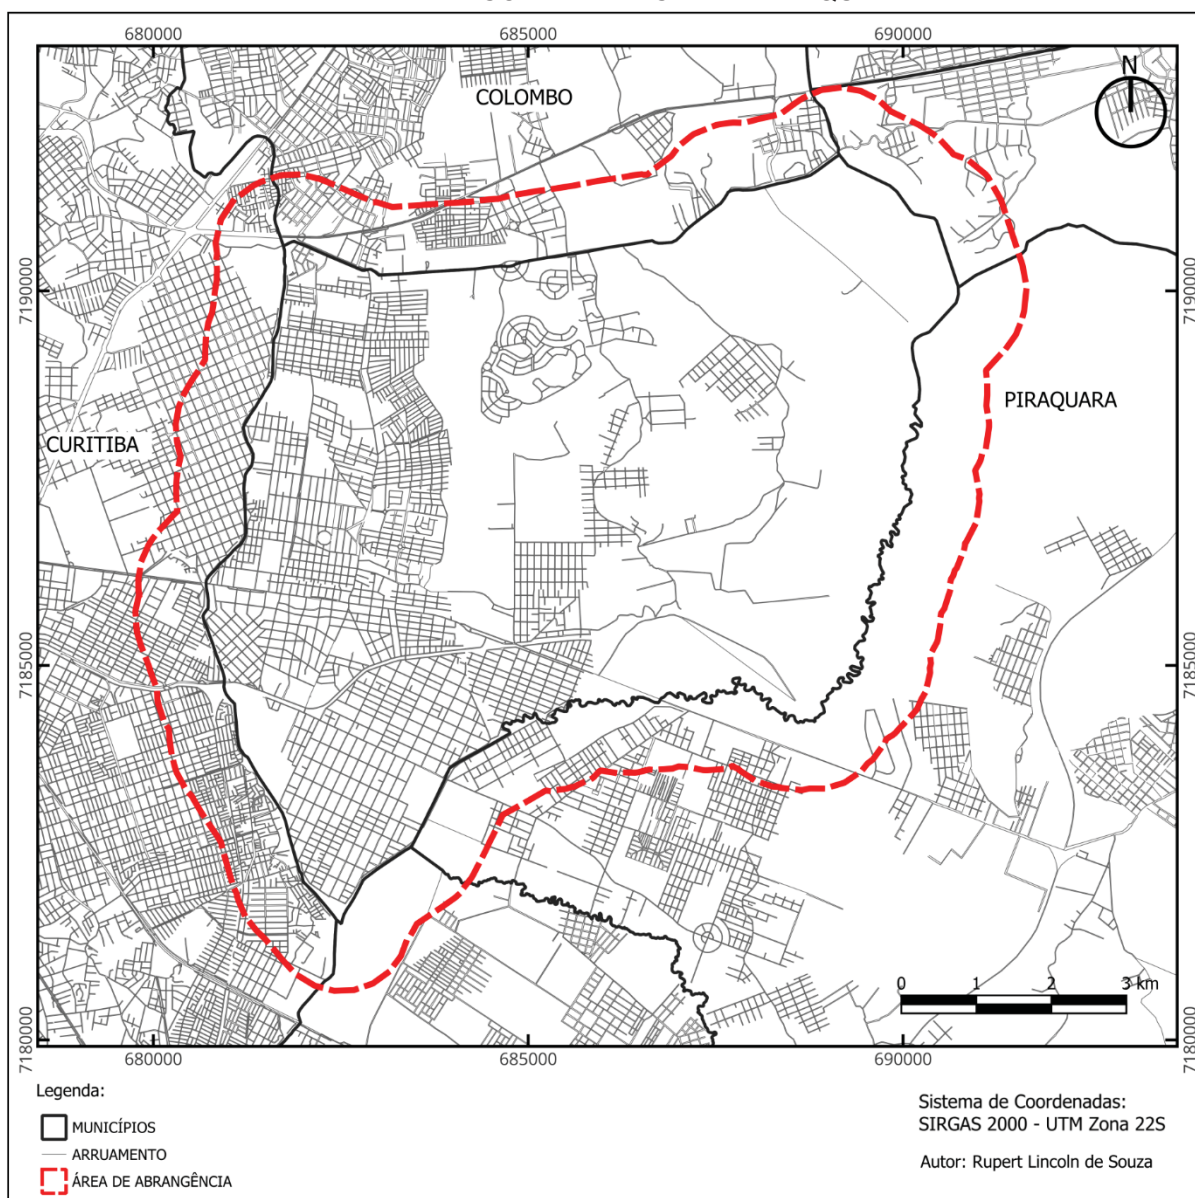 680000
685000
690000
COLOMBO
N
7190000
7190000
PIRAQUARA
CURITIBA
7185000
7185000
0
1
2
3 km
7180000
7180000
680000
685000
690000
Legenda:
MUNICÍPIOS
ARRUAMENTO
ÁREA DE ABRANGÊNCIA
Sistema de Coordenadas:
SIRGAS 2000 - UTM Zona 22S
Autor: Rupert Lincoln de Souza